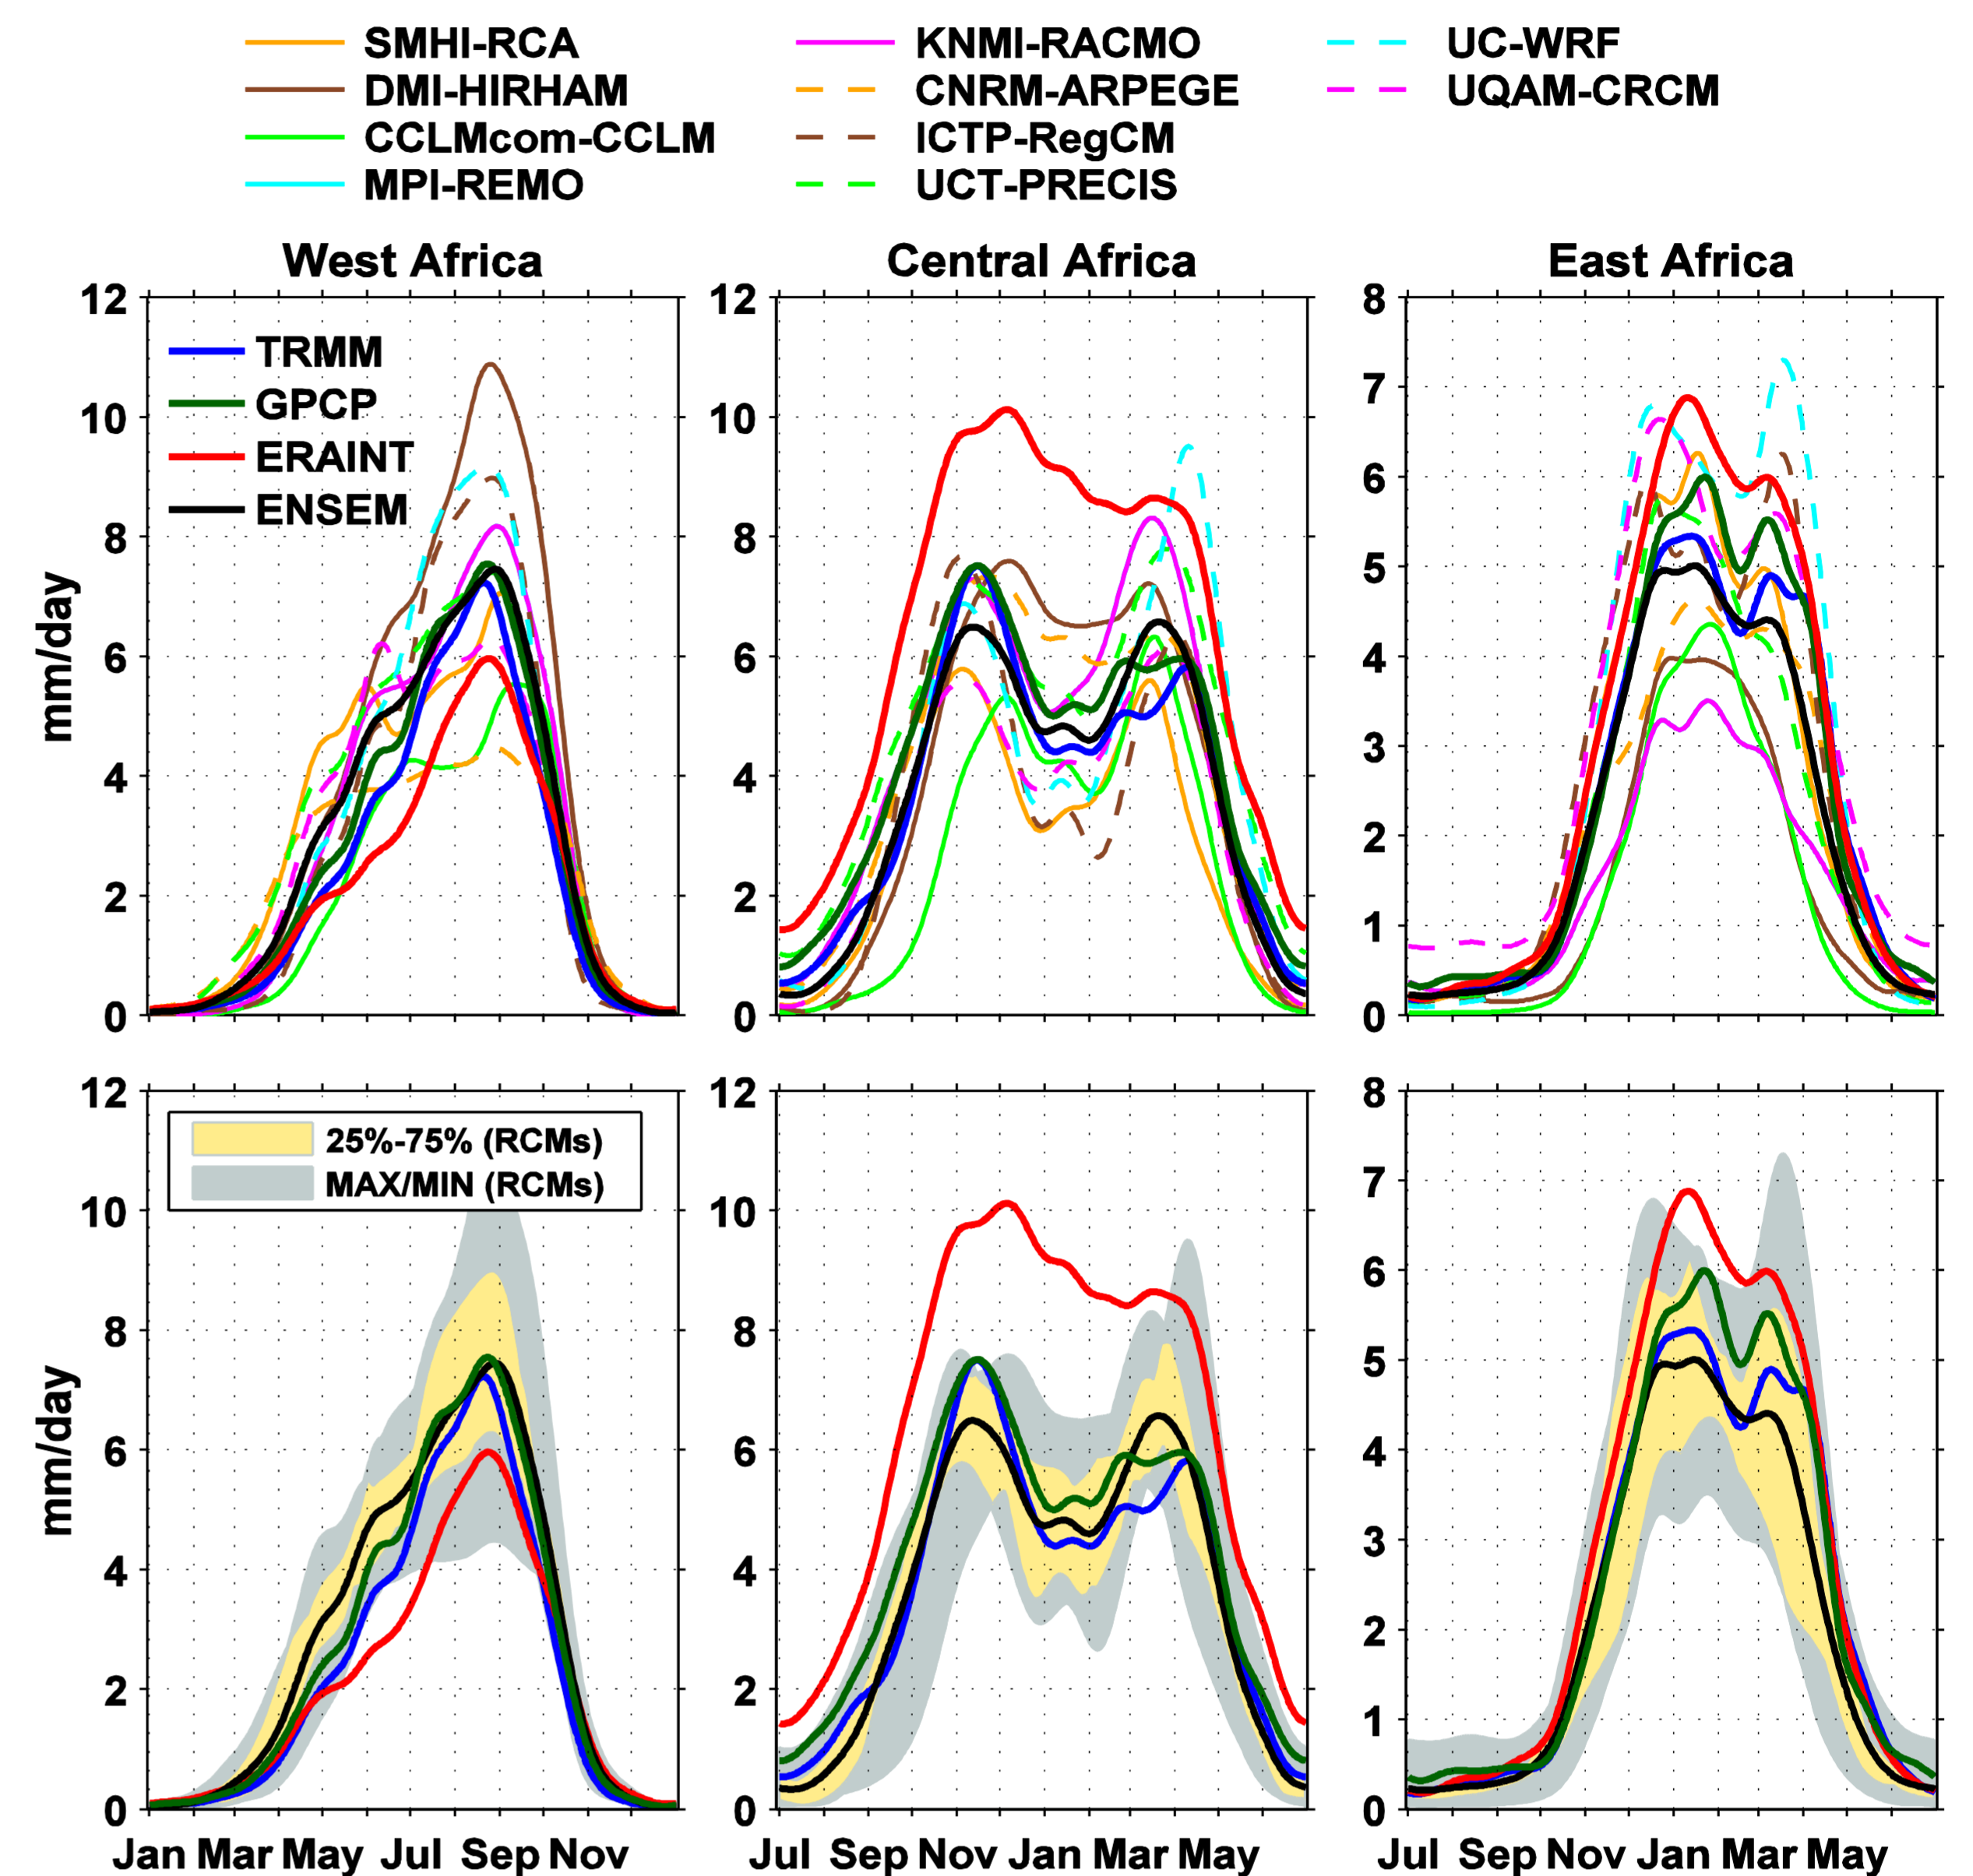 SMHI-RCA KNMI-RACMO UC-WRF
DMI-HIRHAM CNRM-ARPEGE UQAM-CRCM
CCLMcom-CCLM ICTP-RegCM
MPI-REMO UCT-PRECIS
West Africa Central Africa East Africa
12 12 8
TRMM
7
GPCP
10 10
6
ERAINT
ENSEM
8 8
5
mm/day
6 6 4
3
4 4
2
2 2
1
0 0 0
12 12 8
25%-75% (RCMs)
MAX/MIN (RCMs)
7
10 10
6
8 8
5
mm/day
6 6 4
3
4 4
2
2 2
1
0 0 0
Jan Mar May Jul Sep Nov Jul Sep Nov Jan Mar May Jul Sep Nov Jan Mar May